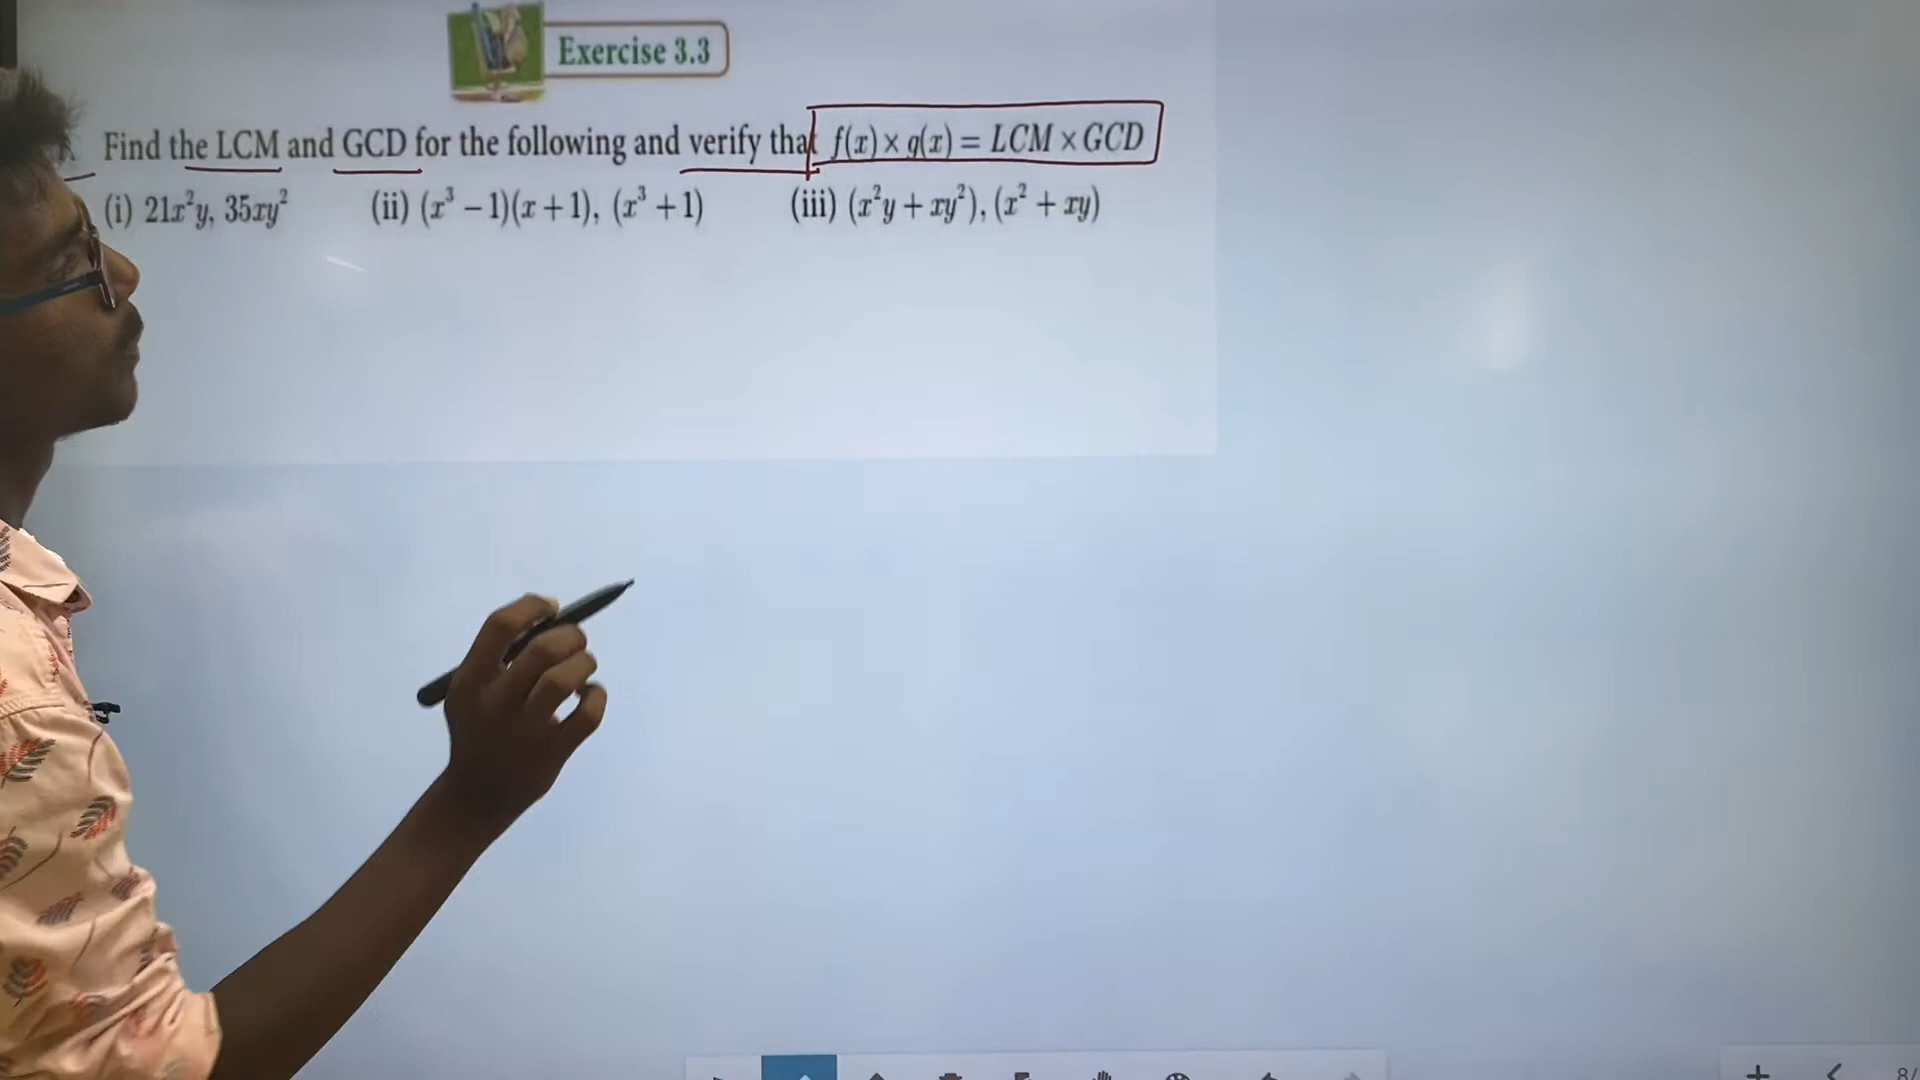 Exercise 3.3
Find the LCM and GCD for the following and verify that f(x) × g(x) = LCM × GCD
(i) 21x²y, 35xy² (ii) (x³ − 1)(x + 1), (x³ + 1) (iii) (x²y + xy²), (x² + xy)
8/